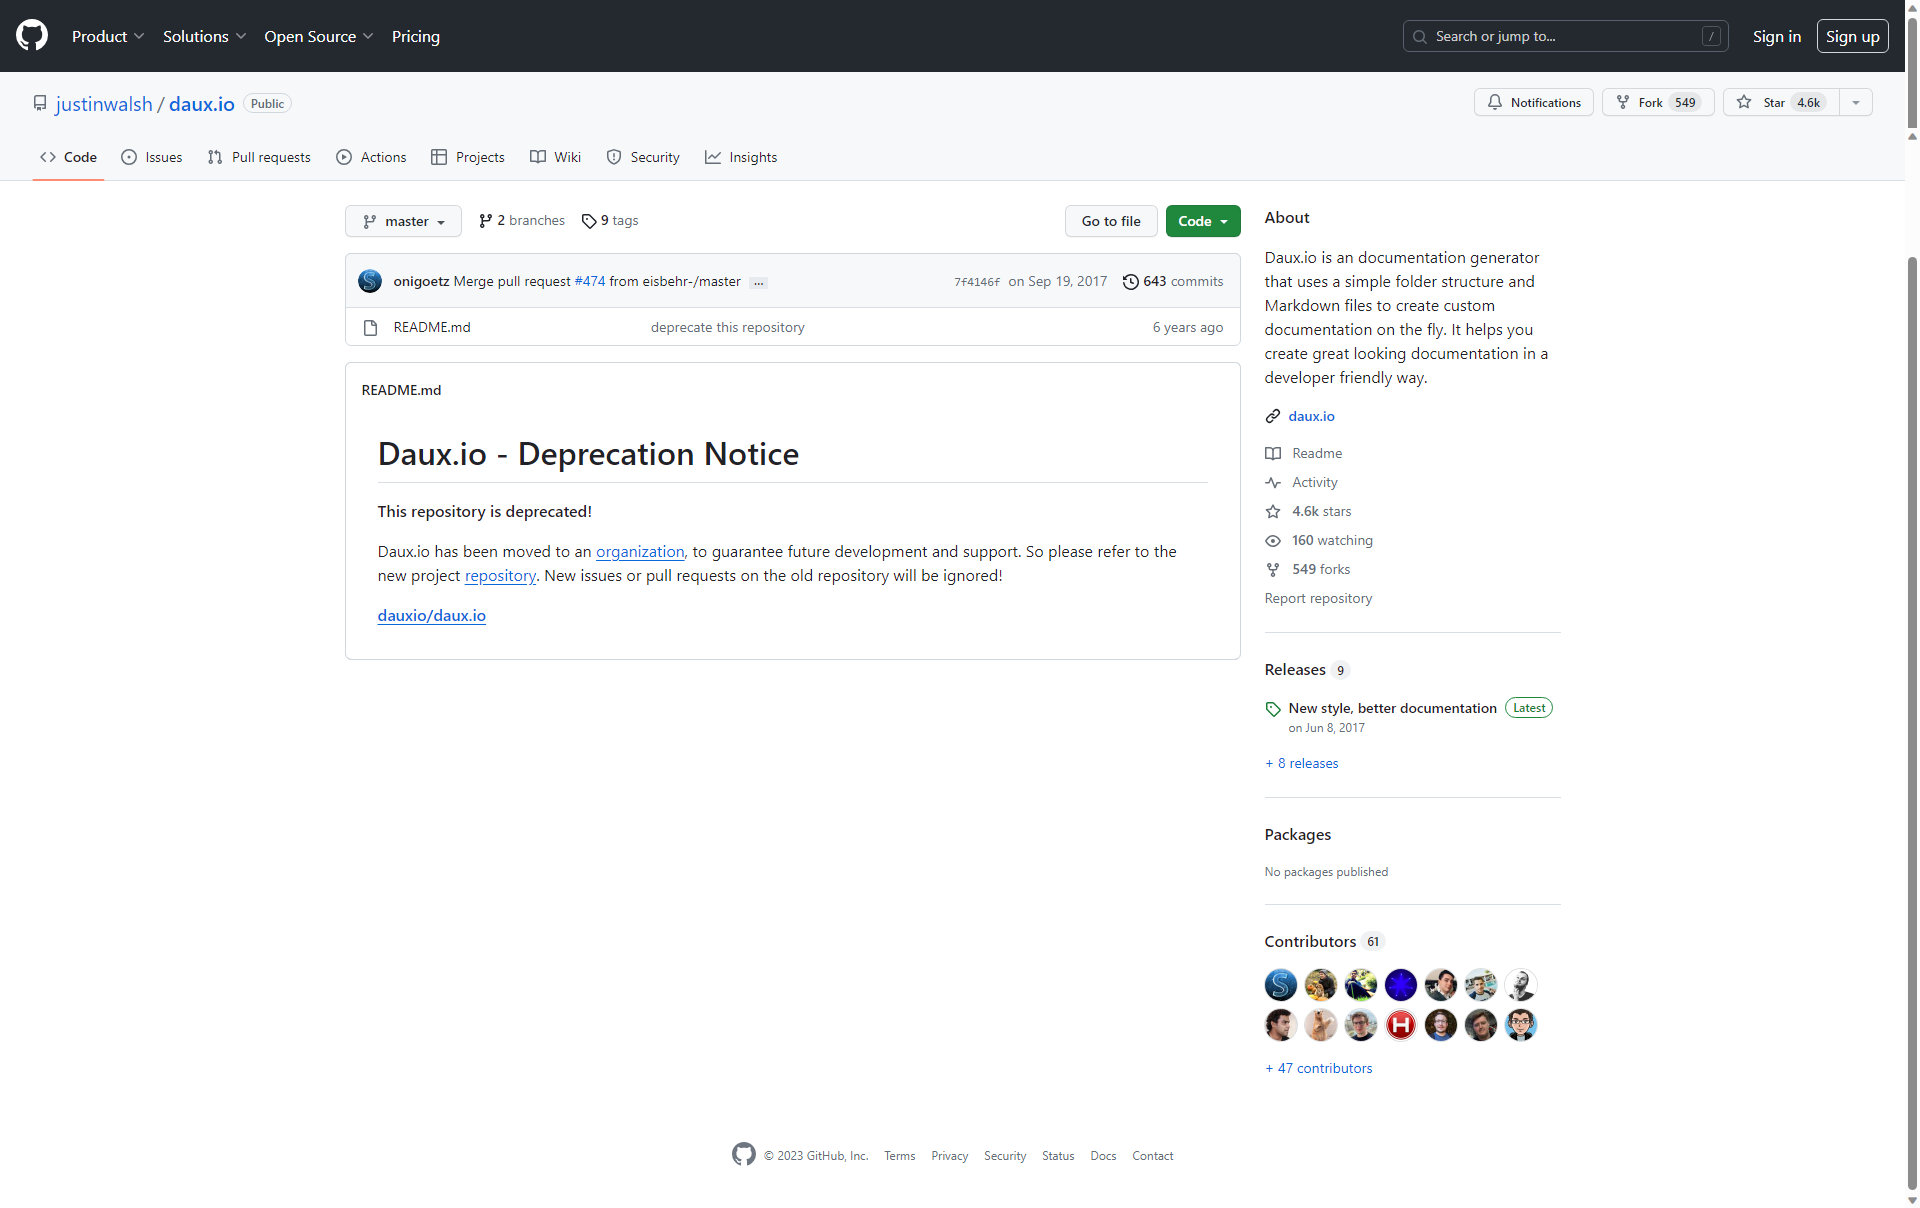 Product Solutions Open Source Pricing Search or jump to... / Sign in Sign up
justinwalsh / daux.io Public Notifications Fork 549 Star 4.6k
Code Issues Pull requests Actions Projects Wiki Security Insights
master 2 branches 9 tags Go to file Code
onigoetz Merge pull request #474 from eisbehr-/master ... 7f4146f on Sep 19, 2017 643 commits
README.md deprecate this repository 6 years ago
README.md
Daux.io - Deprecation Notice
This repository is deprecated!
Daux.io has been moved to an organization, to guarantee future development and support. So please refer to the
new project repository. New issues or pull requests on the old repository will be ignored!
dauxio/daux.io
About
Daux.io is an documentation generator
that uses a simple folder structure and
Markdown files to create custom
documentation on the fly. It helps you
create great looking documentation in a
developer friendly way.
daux.io
Readme
Activity
4.6k stars
160 watching
549 forks
Report repository
Releases 9
New style, better documentation Latest
on Jun 8, 2017
+ 8 releases
Packages
No packages published
Contributors 61
S
H
+ 47 contributors
© 2023 GitHub, Inc. Terms Privacy Security Status Docs Contact